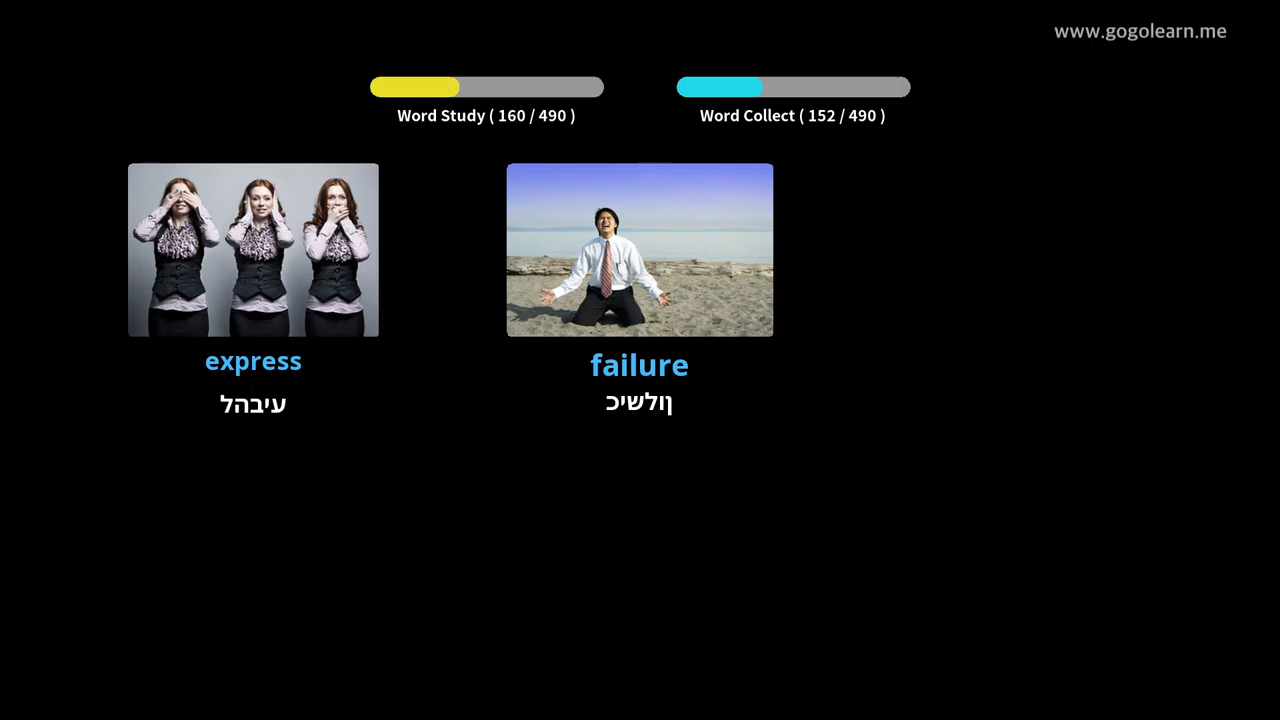 www.gogolearn.me
Word Study ( 160 / 490 )
Word Collect ( 152 / 490 )
express
עיבהל
failure
ןולשיכ